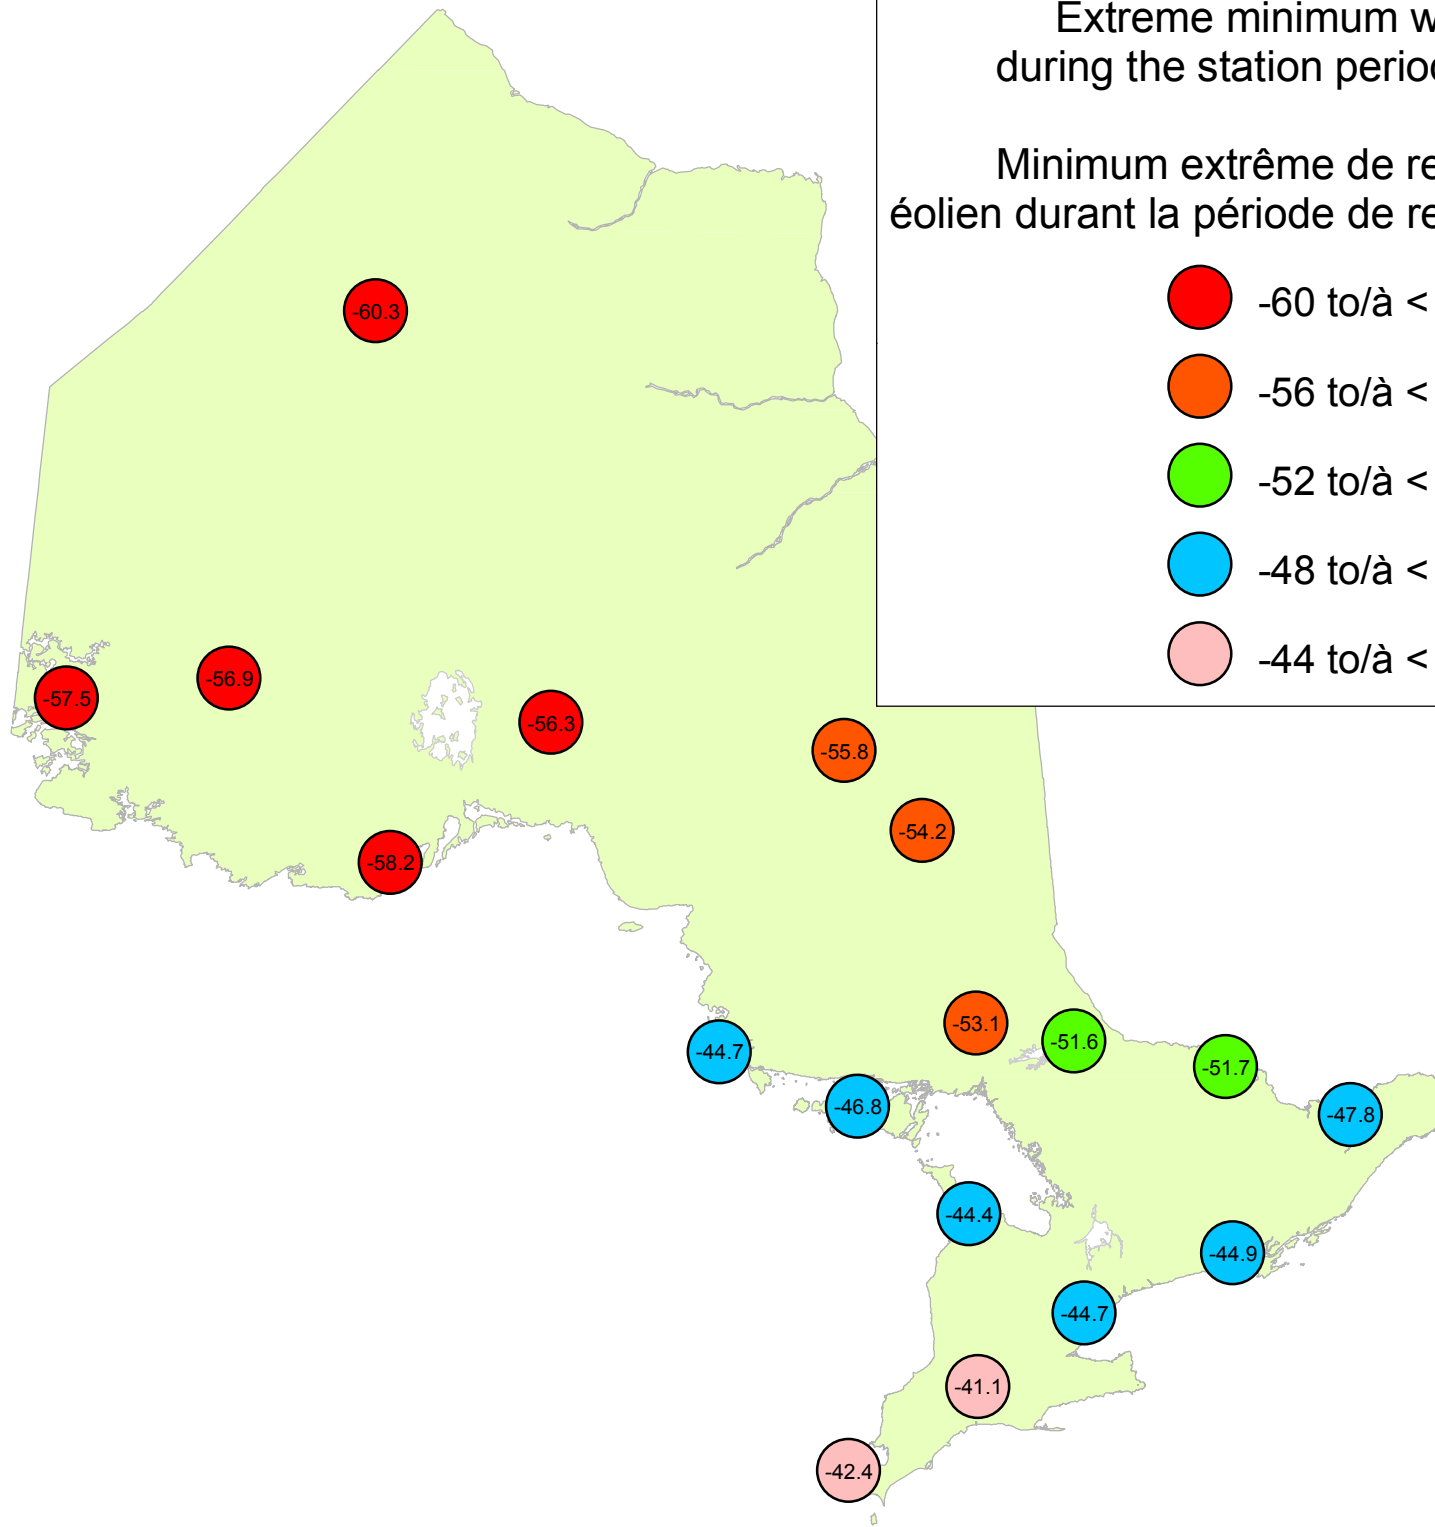 Extreme minimum w
during the station perio
Minimum extrême de re
éolien durant la période de re
-60 to/à <
-56 to/à <
-52 to/à <
-48 to/à <
-44 to/à <
-60.3
-57.5
-56.9
-56.3
-55.8
-54.2
-58.2
-53.1
-51.6
-51.7
-44.7
-46.8
-47.8
-44.4
-44.9
-44.7
-41.1
-42.4